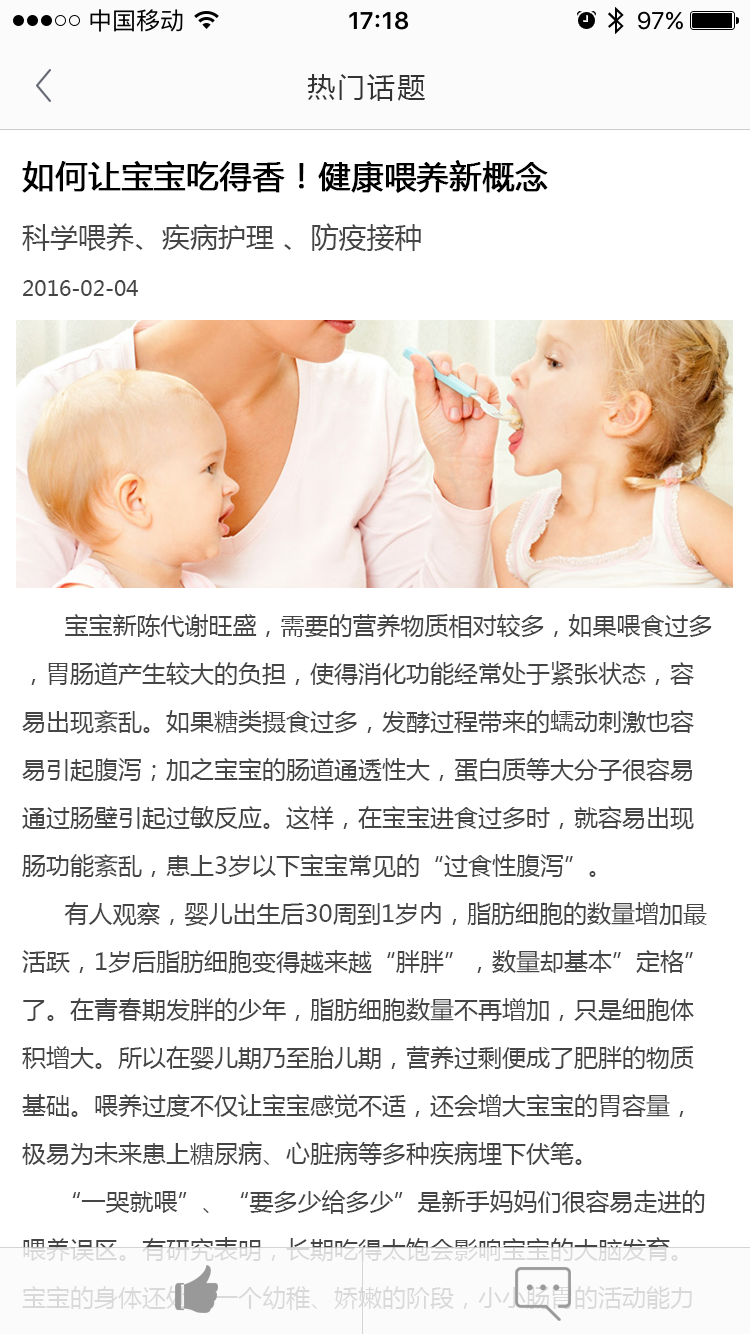 中国移动 17:18 97%
热门话题
如何让宝宝吃得香！健康喂养新概念
科学喂养、疾病护理 、防疫接种
2016-02-04
宝宝新陈代谢旺盛，需要的营养物质相对较多，如果喂食过多
，胃肠道产生较大的负担，使得消化功能经常处于紧张状态，容
易出现紊乱。如果糖类摄食过多，发酵过程带来的蠕动刺激也容
易引起腹泻；加之宝宝的肠道通透性大，蛋白质等大分子很容易
通过肠壁引起过敏反应。这样，在宝宝进食过多时，就容易出现
肠功能紊乱，患上3岁以下宝宝常见的“过食性腹泻”。
有人观察，婴儿出生后30周到1岁内，脂肪细胞的数量增加最
活跃，1岁后脂肪细胞变得越来越“胖胖”，数量却基本”定格”
了。在青春期发胖的少年，脂肪细胞数量不再增加，只是细胞体
积增大。所以在婴儿期乃至胎儿期，营养过剩便成了肥胖的物质
基础。喂养过度不仅让宝宝感觉不适，还会增大宝宝的胃容量，
极易为未来患上糖尿病、心脏病等多种疾病埋下伏笔。
“一哭就喂”、“要多少给多少”是新手妈妈们很容易走进的
喂养误区。有研究表明，长期吃得太饱会影响宝宝的大脑发育。
宝宝的身体还处一个幼稚、娇嫩的阶段，小小肠胃的活动能力